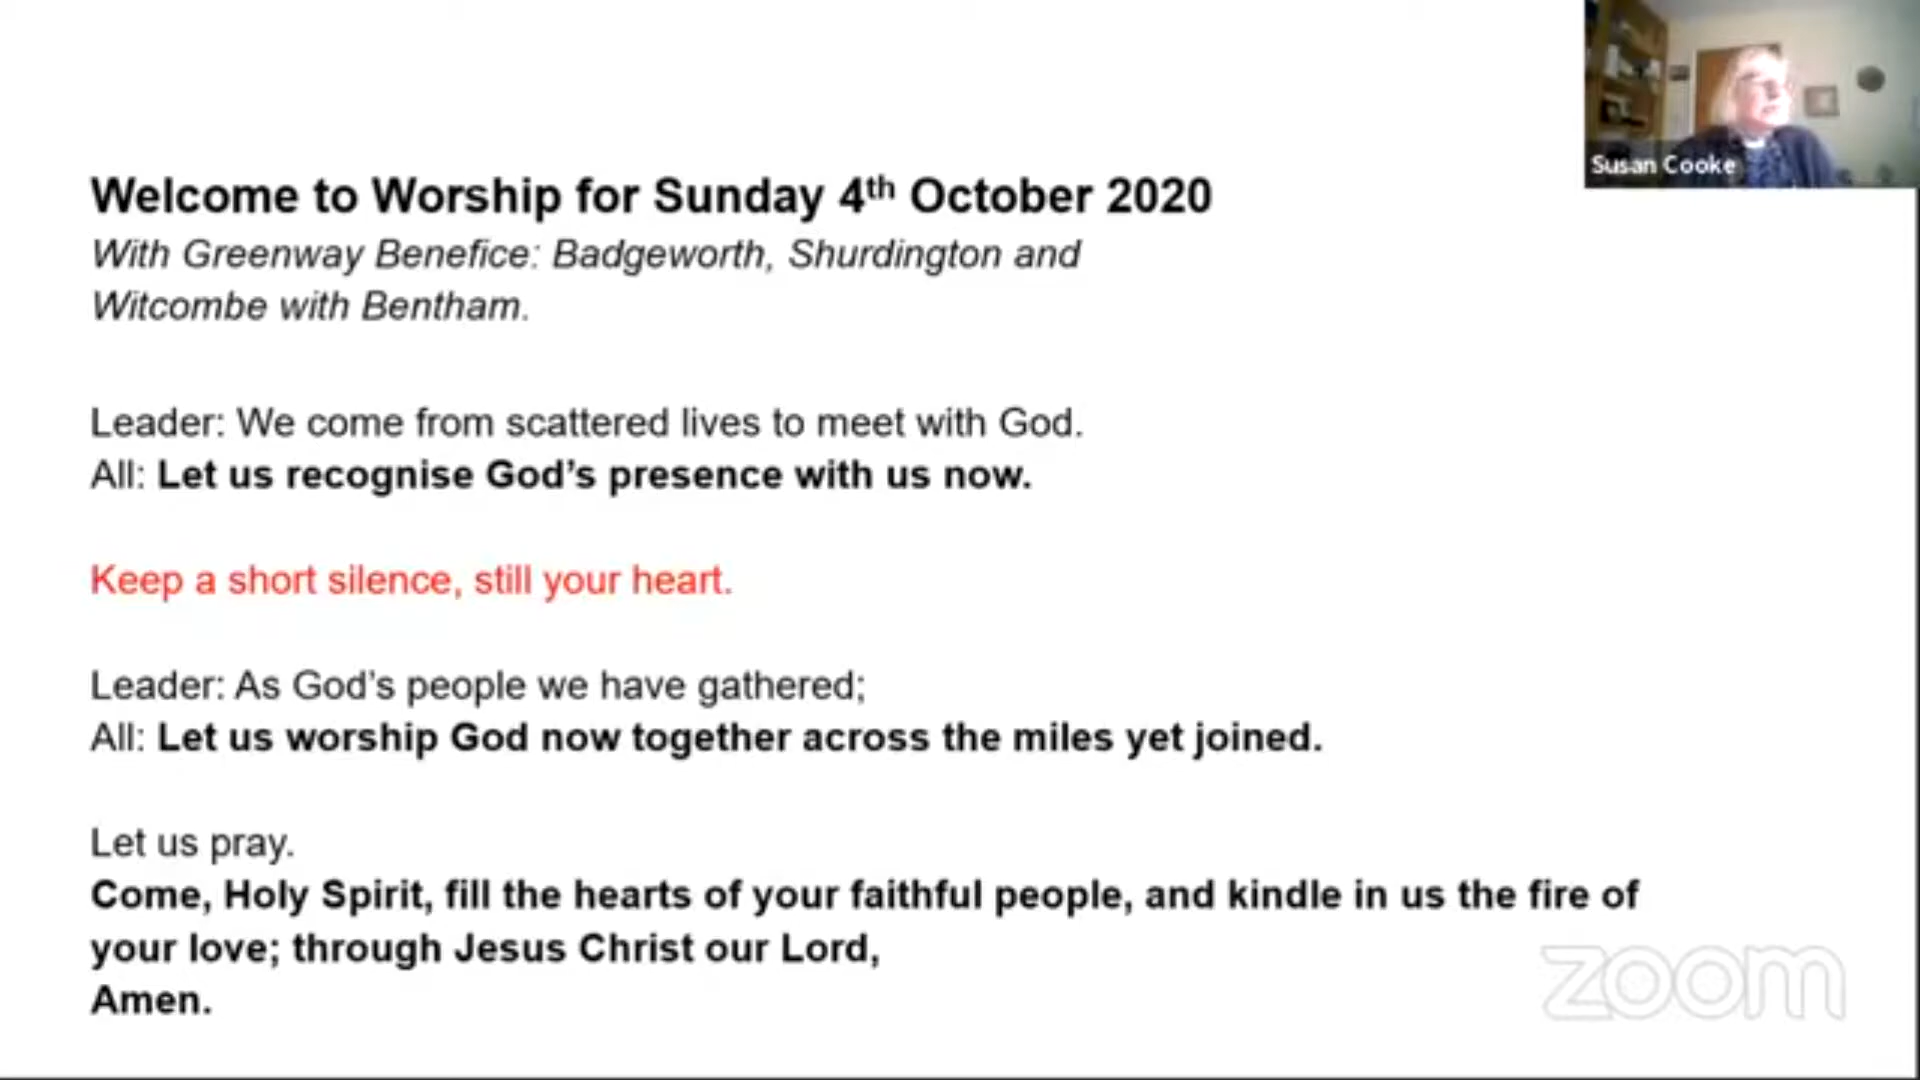 Susan Cooke
Welcome to Worship for Sunday 4th October 2020
With Greenway Benefice: Badgeworth, Shurdington and
Witcombe with Bentham.
Leader: We come from scattered lives to meet with God.
All: Let us recognise God’s presence with us now.
Keep a short silence, still your heart.
Leader: As God’s people we have gathered;
All: Let us worship God now together across the miles yet joined.
Let us pray.
Come, Holy Spirit, fill the hearts of your faithful people, and kindle in us the fire of
your love; through Jesus Christ our Lord,
Amen.
zoom